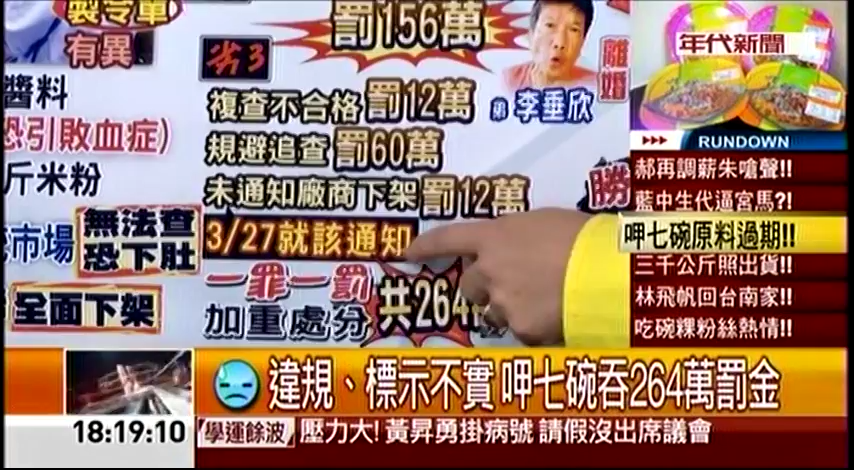 製令單
有異
醬料
恐引敗血症)
斤米粉
市場
無法查
恐下肚
全面下架
罰156萬
劣3
複查不合格罰12萬
規避追查罰60萬
未通知廠商下架罰12萬
3/27就該通知
一罪一罰
加重處分
共264
離婚
弟 李垂欣
勝
年代新聞
RUNDOWN
郝再調薪朱嗆聲!!
藍中生代逼宮馬?!
呷七碗原料過期!!
三千公斤照出貨!!
林飛帆回台南家!!
吃碗粿粉絲熱情!!
違規、標示不實 呷七碗吞264萬罰金
18:19:10
學運餘波
壓力大! 黃昇勇掛病號 請假沒出席議會